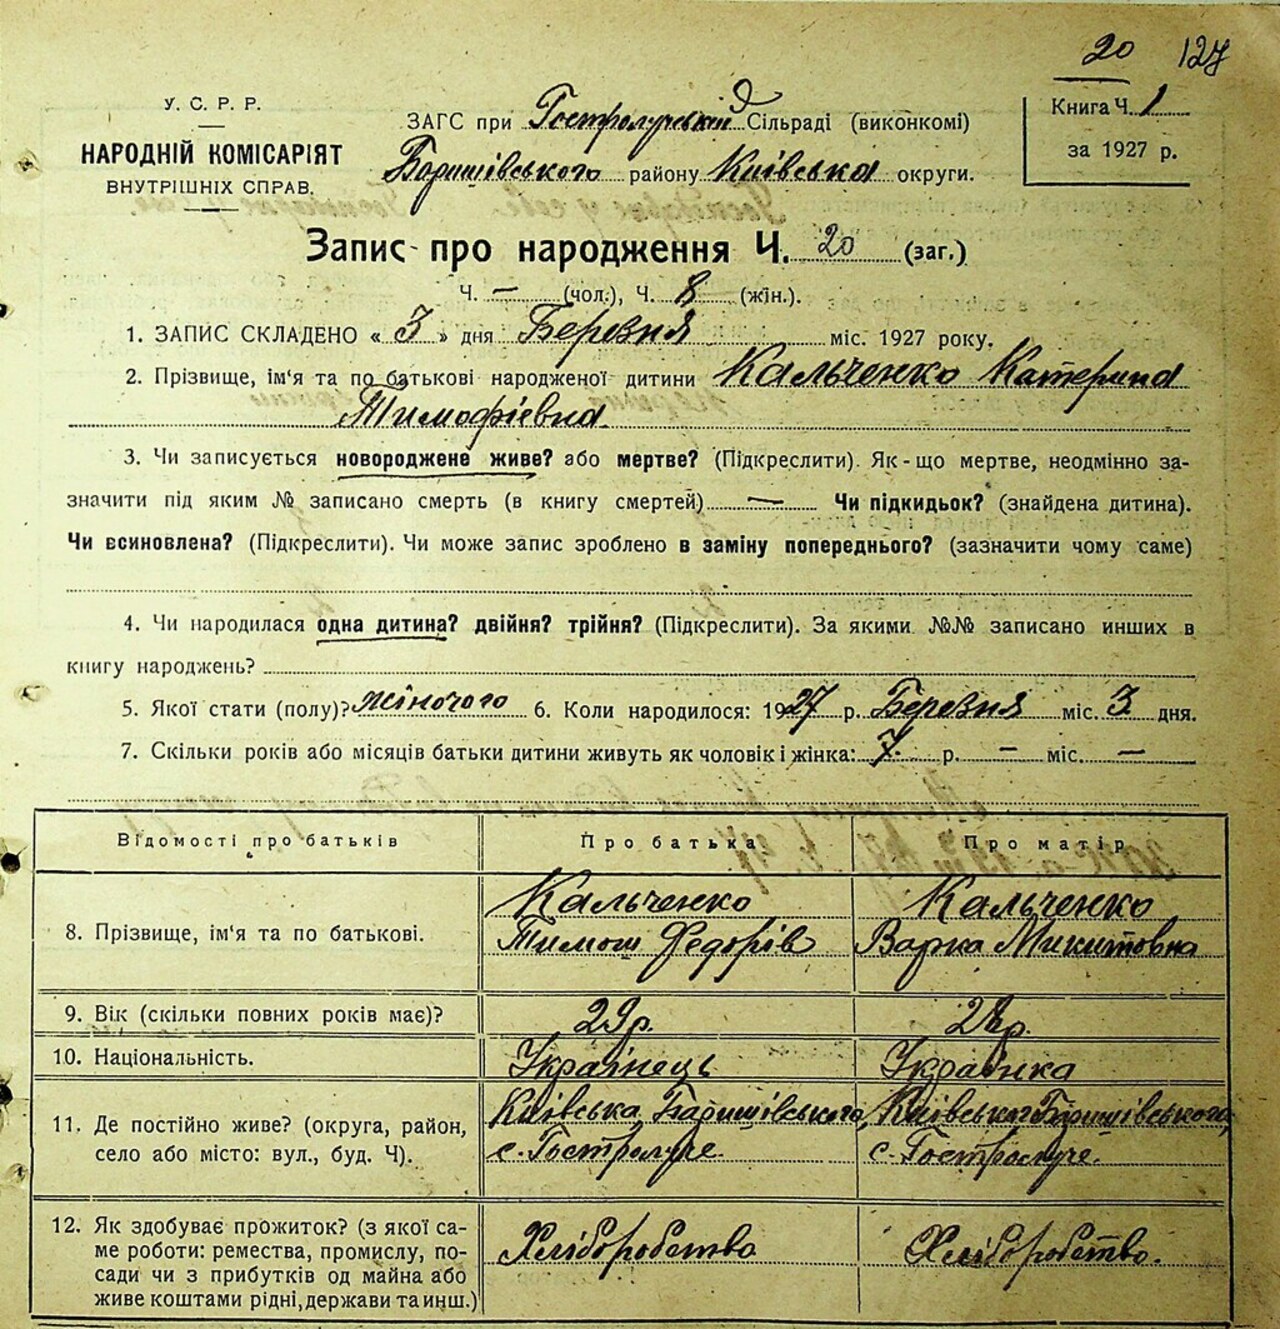 20 127
У. С. Р. Р.
НАРОДНІЙ КОМІСАРІЯТ
ВНУТРІШНІХ СПРАВ.
ЗАГС при Гостролуцькій Сільраді (виконкомі)
Баришівського району Київська округи.
Книга Ч. 1
за 1927 р.
Запис про народження Ч. 20 (заг.)
Ч. — (чол.), Ч. 8 (жін.).
1. ЗАПИС СКЛАДЕНО « 3 » дня Березня міс. 1927 року.
2. Прізвище, ім'я та по батькові народженої дитини Кальченко Катерина
Тимофієвна
3. Чи записується новороджене живе? або мертве? (Підкреслити). Як-що мертве, неодмінно за-
значити під яким № записано смерть (в книгу смертей) — Чи підкидьок? (знайдена дитина).
Чи всиновлена? (Підкреслити). Чи може запис зроблено в заміну попереднього? (зазначити чому саме)
4. Чи народилася одна дитина? двійня? трійня? (Підкреслити). За якими №№ записано инших в
книгу народжень?
5. Якої стати (полу)? жіночого 6. Коли народилося: 1927 р. Березня міс. 3 дня.
7. Скільки років або місяців батьки дитини живуть як чоловік і жінка: 7 р. — міс. —
Відомості про батьків Про батька Про матір
8. Прізвище, ім'я та по батькові. Кальченко Тимош Федорів Кальченко Варка Микитовна
9. Вік (скільки повних років має)? 29р. 28р.
10. Національність. Українець Українка
11. Де постійно живе? (округа, район, Київська Баришівського, Київська Баришівського,
село або місто: вул., буд. Ч). с. Гостролуче с. Гостролуче.
12. Як здобуває прожиток? (з якої са-
ме роботи: ремества, промислу, по- Хліборобство Хліборобство.
сади чи з прибутків од майна або
живе коштами рідні, держави та инш.)